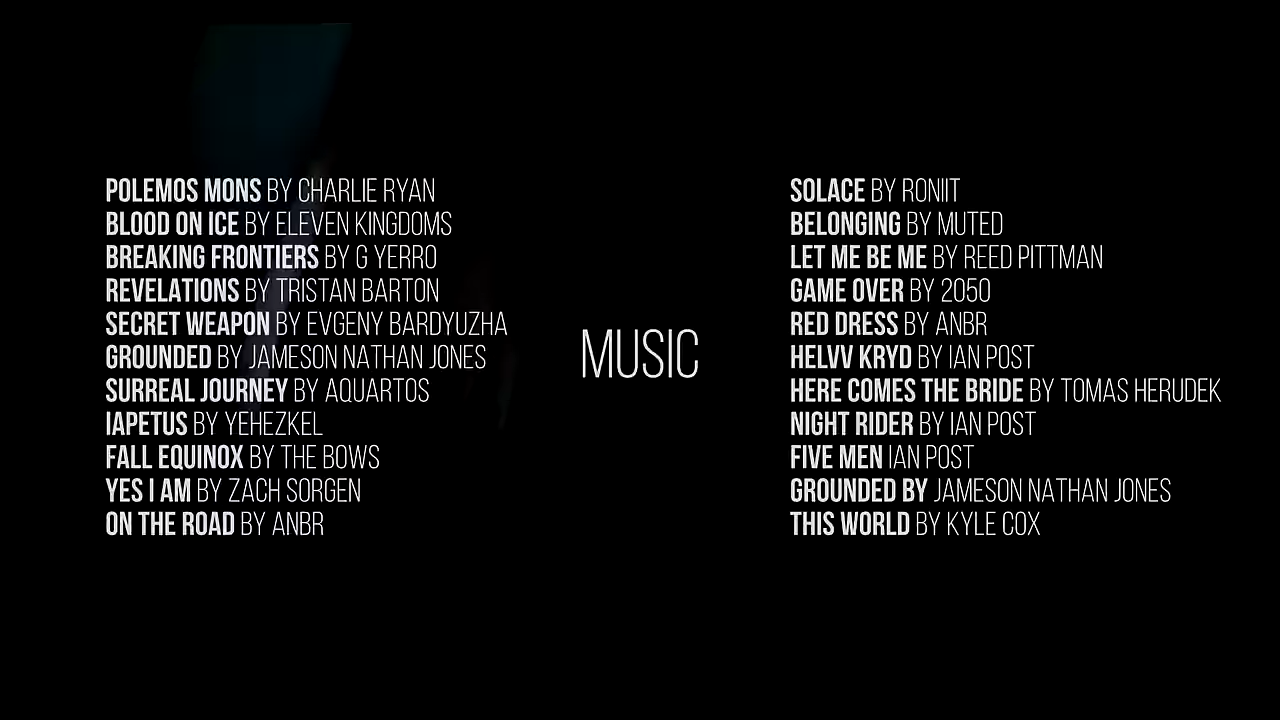 POLEMOS MONS BY CHARLIE RYAN
BLOOD ON ICE BY ELEVEN KINGDOMS
BREAKING FRONTIERS BY G YERRO
REVELATIONS BY TRISTAN BARTON
SECRET WEAPON BY EVGENY BARDYUZHA
GROUNDED BY JAMESON NATHAN JONES
SURREAL JOURNEY BY AQUARTOS
IAPETUS BY YEHEZKEL
FALL EQUINOX BY THE BOWS
YES I AM BY ZACH SORGEN
ON THE ROAD BY ANBR
MUSIC
SOLACE BY RONIIT
BELONGING BY MUTED
LET ME BE ME BY REED PITTMAN
GAME OVER BY 2050
RED DRESS BY ANBR
HELVV KRYD BY IAN POST
HERE COMES THE BRIDE BY TOMAS HERUDEK
NIGHT RIDER BY IAN POST
FIVE MEN IAN POST
GROUNDED BY JAMESON NATHAN JONES
THIS WORLD BY KYLE COX